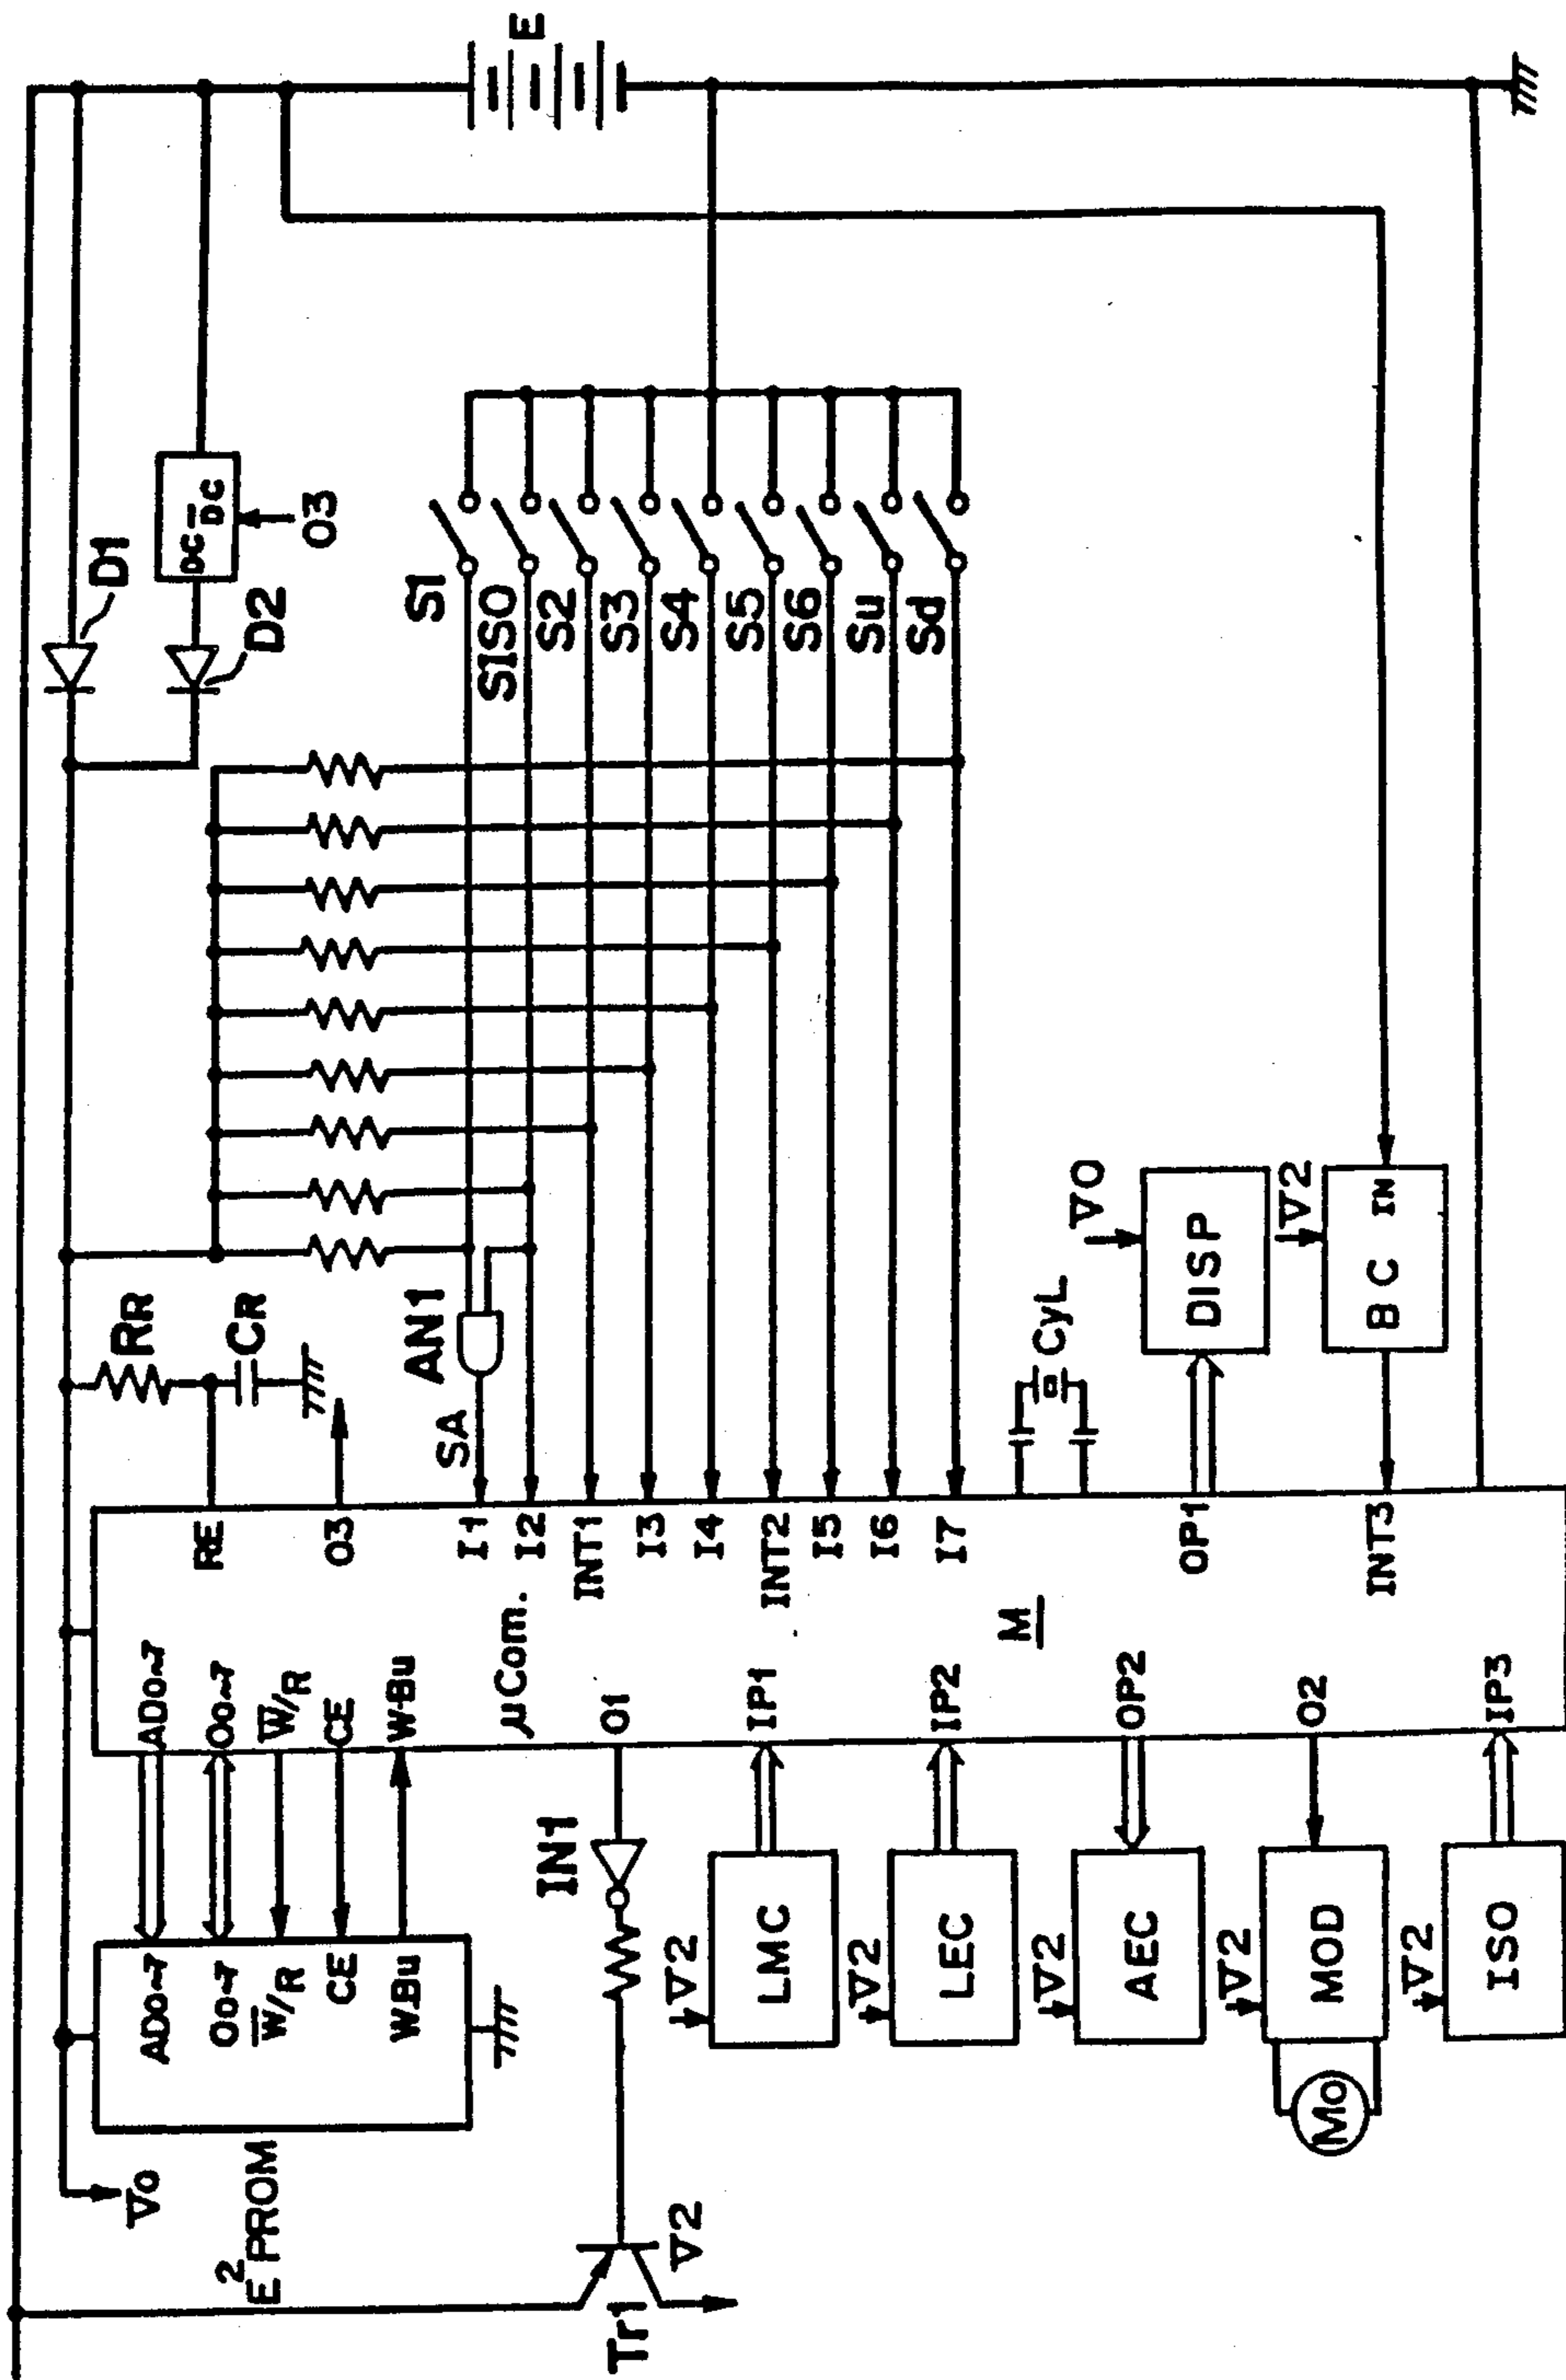 E
D1
DC-DC
O3
D2
S1
S1SO
S2
S3
S4
S5
S6
Su
Sd
RR
CR
AN1
SA
CyL
V0
DISP
V2
BC IN
RE
O3
I1
I2
INT1
I3
I4
INT2
I5
I6
I7
OP1
INT3
μCom.
M
AD0~7
O0~7
W/R
CE
W·Bu
O1
IP1
IP2
OP2
O2
IP3
IN1
AD0~7
O0~7
W/R
CE
W·Bu
E²PROM
V0
V2
LMC
V2
LEC
V2
AEC
V2
MOD
Mo
V2
ISO
Tr1
V2